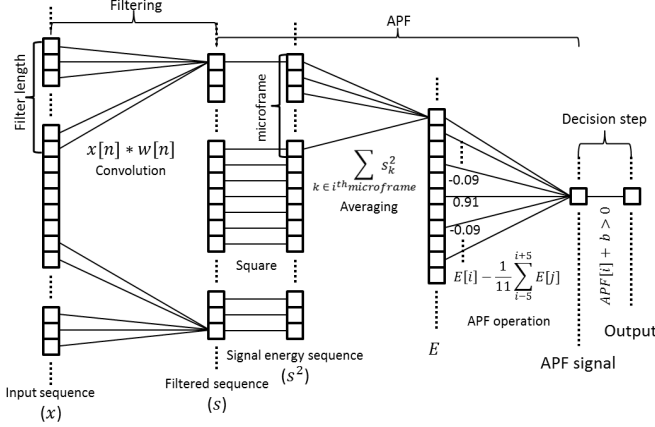 Filtering
APF
Filter length
microframe
Decision step
x[n] ∗ w[n]
Convolution
∑ s_k^2
k ∈ i^{th} microframe
Averaging
-0.09
0.91
-0.09
Square
E[i] − \frac{1}{11} ∑_{i−5}^{i+5} E[j]
APF operation
APF[i] + b > 0
Signal energy sequence
(s^2)
Input sequence
(x)
Filtered sequence
(s)
E
APF signal
Output